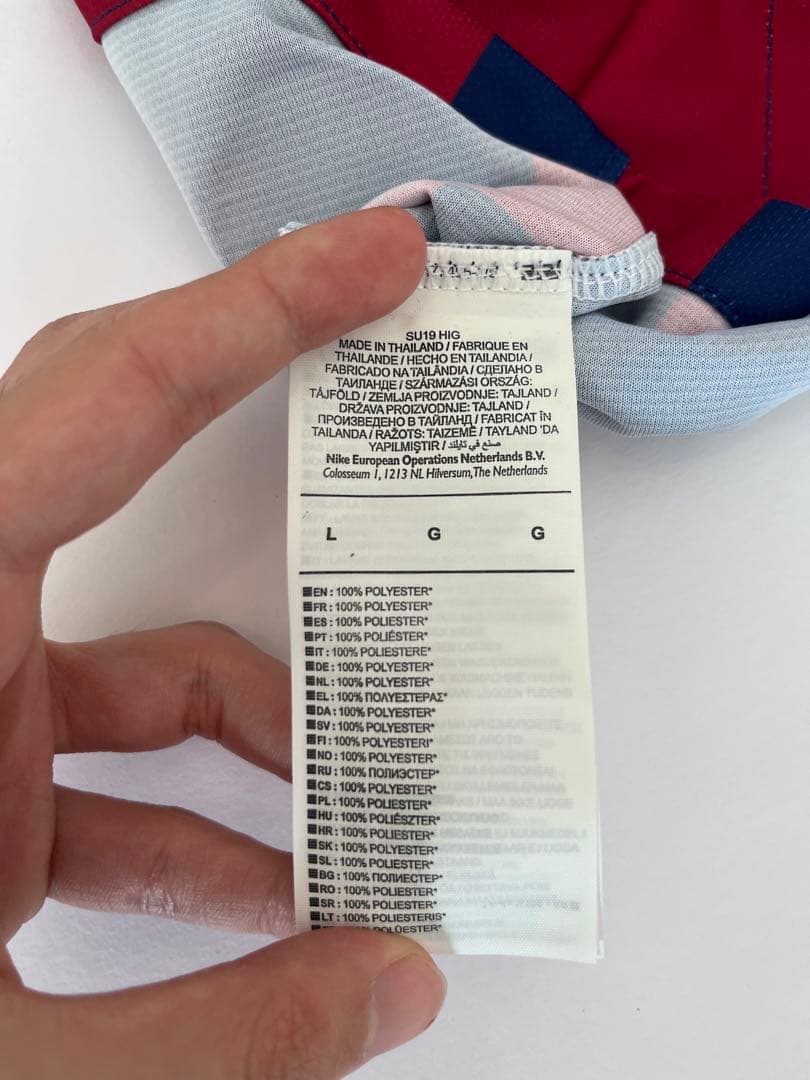 SU19 HIG
MADE IN THAILAND / FABRIQUE EN
THAILANDE / HECHO EN TAILANDIA /
FABRICADO NA TAILÂNDIA / СДЕЛАНО В
ТАИЛАНДЕ / SZÁRMAZÁSI ORSZÁG:
TÁJFÖLD / ZEMLJA PROIZVODNJE: TAJLAND /
DRŽAVA PROIZVODNJE: TAJLAND /
ПРОИЗВЕДЕНО В ТАЙЛАНД / FABRICAT ÎN
TAILANDA / RAŽOTS: TAIZEMĒ / TAYLAND 'DA
YAPILMIŞTIR / صنع في تايلند
Nike European Operations Netherlands B.V.
Colosseum 1, 1213 NL Hilversum, The Netherlands
L G G
EN : 100% POLYESTER*
FR : 100% POLYESTER*
ES : 100% POLIESTER*
PT : 100% POLIÉSTER*
IT : 100% POLIESTERE*
DE : 100% POLYESTER*
NL : 100% POLYESTER*
EL : 100% ΠΟΛΥΕΣΤΕΡΑΣ*
DA : 100% POLYESTER*
SV : 100% POLYESTER*
FI : 100% POLYESTERI*
NO : 100% POLYESTER*
RU : 100% ПОЛИЭСТЕР*
CS : 100% POLYESTER*
PL : 100% POLIESTER*
HU : 100% POLIÉSZTER*
HR : 100% POLIESTER*
SK : 100% POLYESTER*
SL : 100% POLIESTER*
BG : 100% ПОЛИЕСТЕР*
RO : 100% POLIESTER*
SR : 100% POLIESTER*
LT : 100% POLIESTERIS*